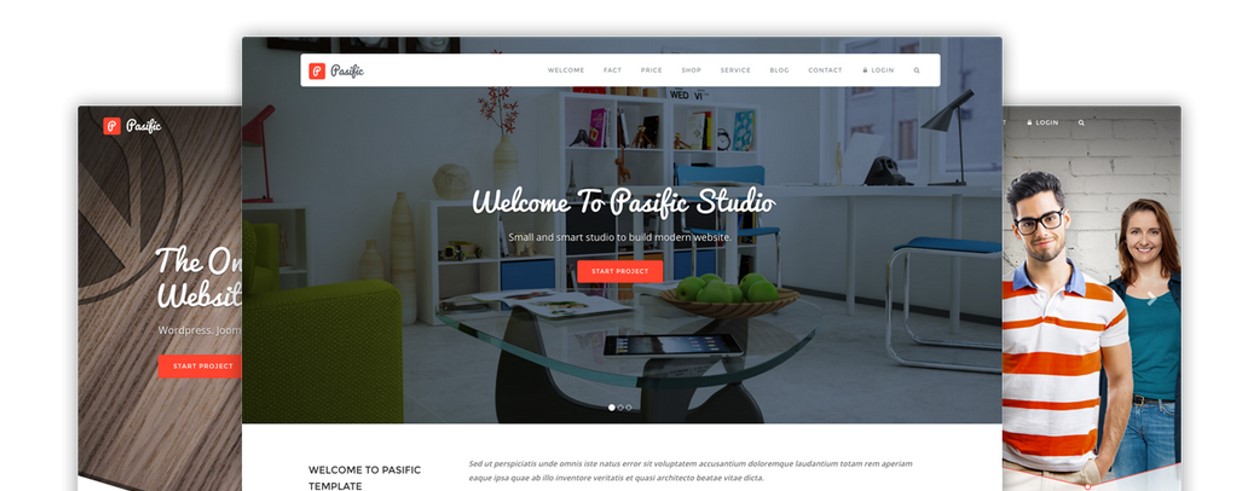 Pasific
WELCOME FACT PRICE SHOP SERVICE BLOG CONTACT LOGIN
WED VI
Welcome To Pasific Studio
Small and smart studio to build modern website.
START PROJECT
WELCOME TO PASIFIC
TEMPLATE
Sed ut perspiciatis unde omnis iste natus error sit voluptatem accusantium doloremque laudantium totam rem aperiam
eaque ipsa quae ab illo inventore veritatis et quasi architecto beatae vitae dicta.
Pasific
The On
Websit
Wordpress. Joom
START PROJECT
T LOGIN